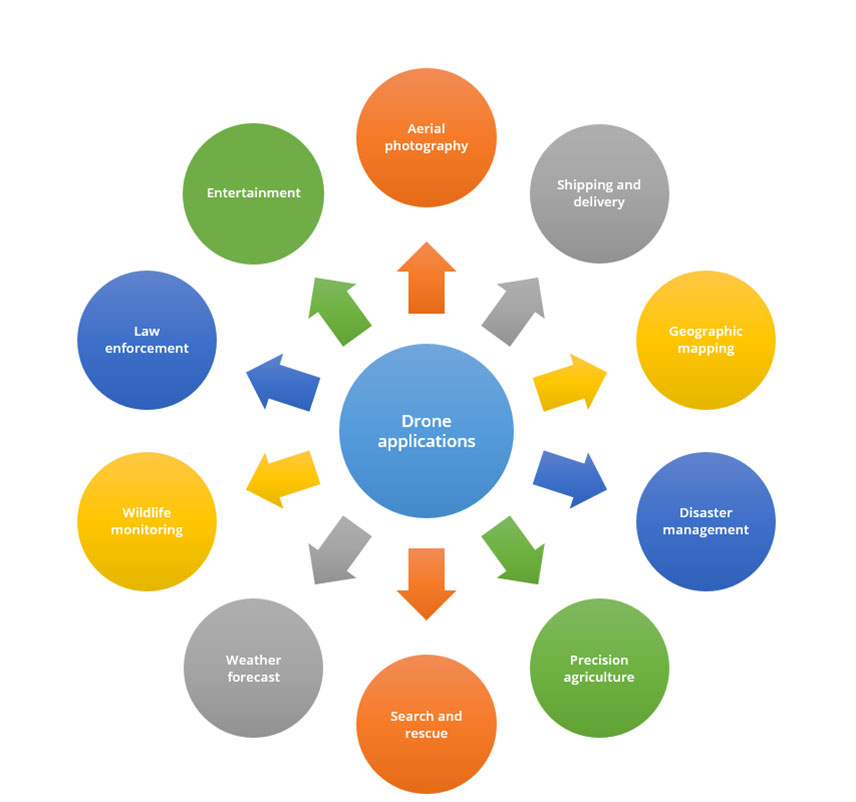 Aerial
photography
Shipping and
delivery
Geographic
mapping
Disaster
management
Precision
agriculture
Search and
rescue
Weather
forecast
Wildlife
monitoring
Law
enforcement
Entertainment
Drone
applications